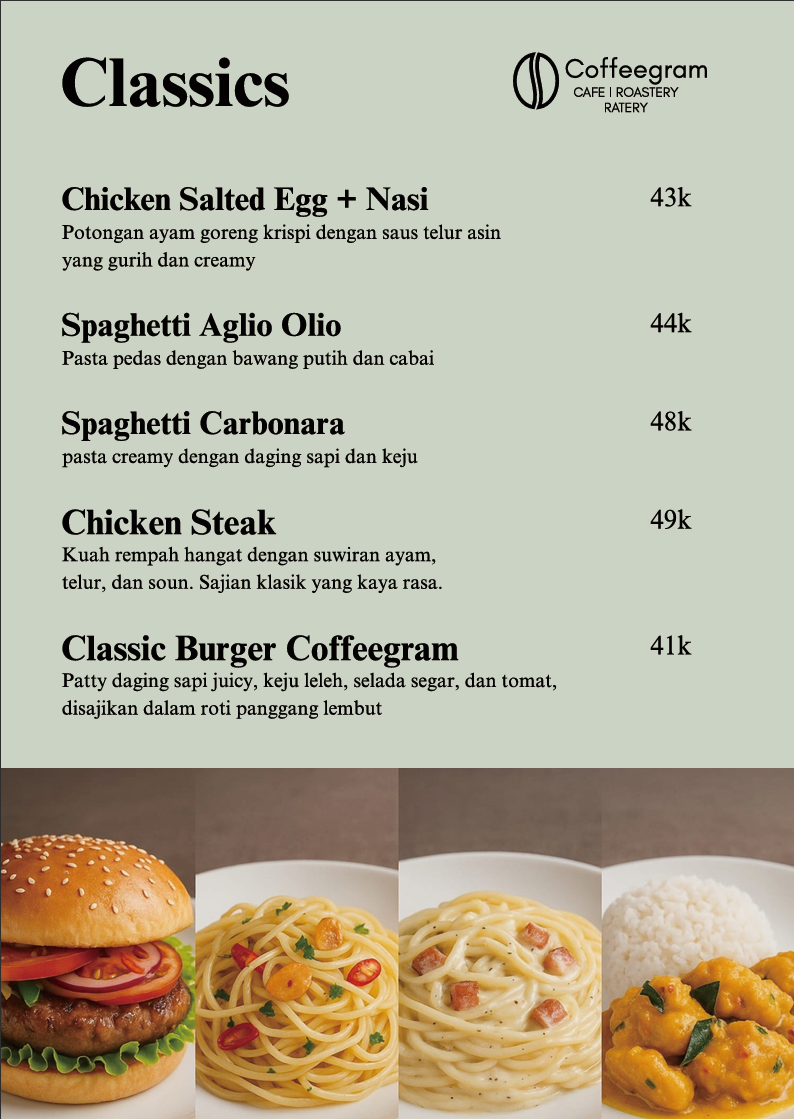 Classics
Coffeegram
CAFE | ROASTERY
RATERY
Chicken Salted Egg + Nasi 43k
Potongan ayam goreng krispi dengan saus telur asin
yang gurih dan creamy
Spaghetti Aglio Olio 44k
Pasta pedas dengan bawang putih dan cabai
Spaghetti Carbonara 48k
pasta creamy dengan daging sapi dan keju
Chicken Steak 49k
Kuah rempah hangat dengan suwiran ayam,
telur, dan soun. Sajian klasik yang kaya rasa.
Classic Burger Coffeegram 41k
Patty daging sapi juicy, keju leleh, selada segar, dan tomat,
disajikan dalam roti panggang lembut